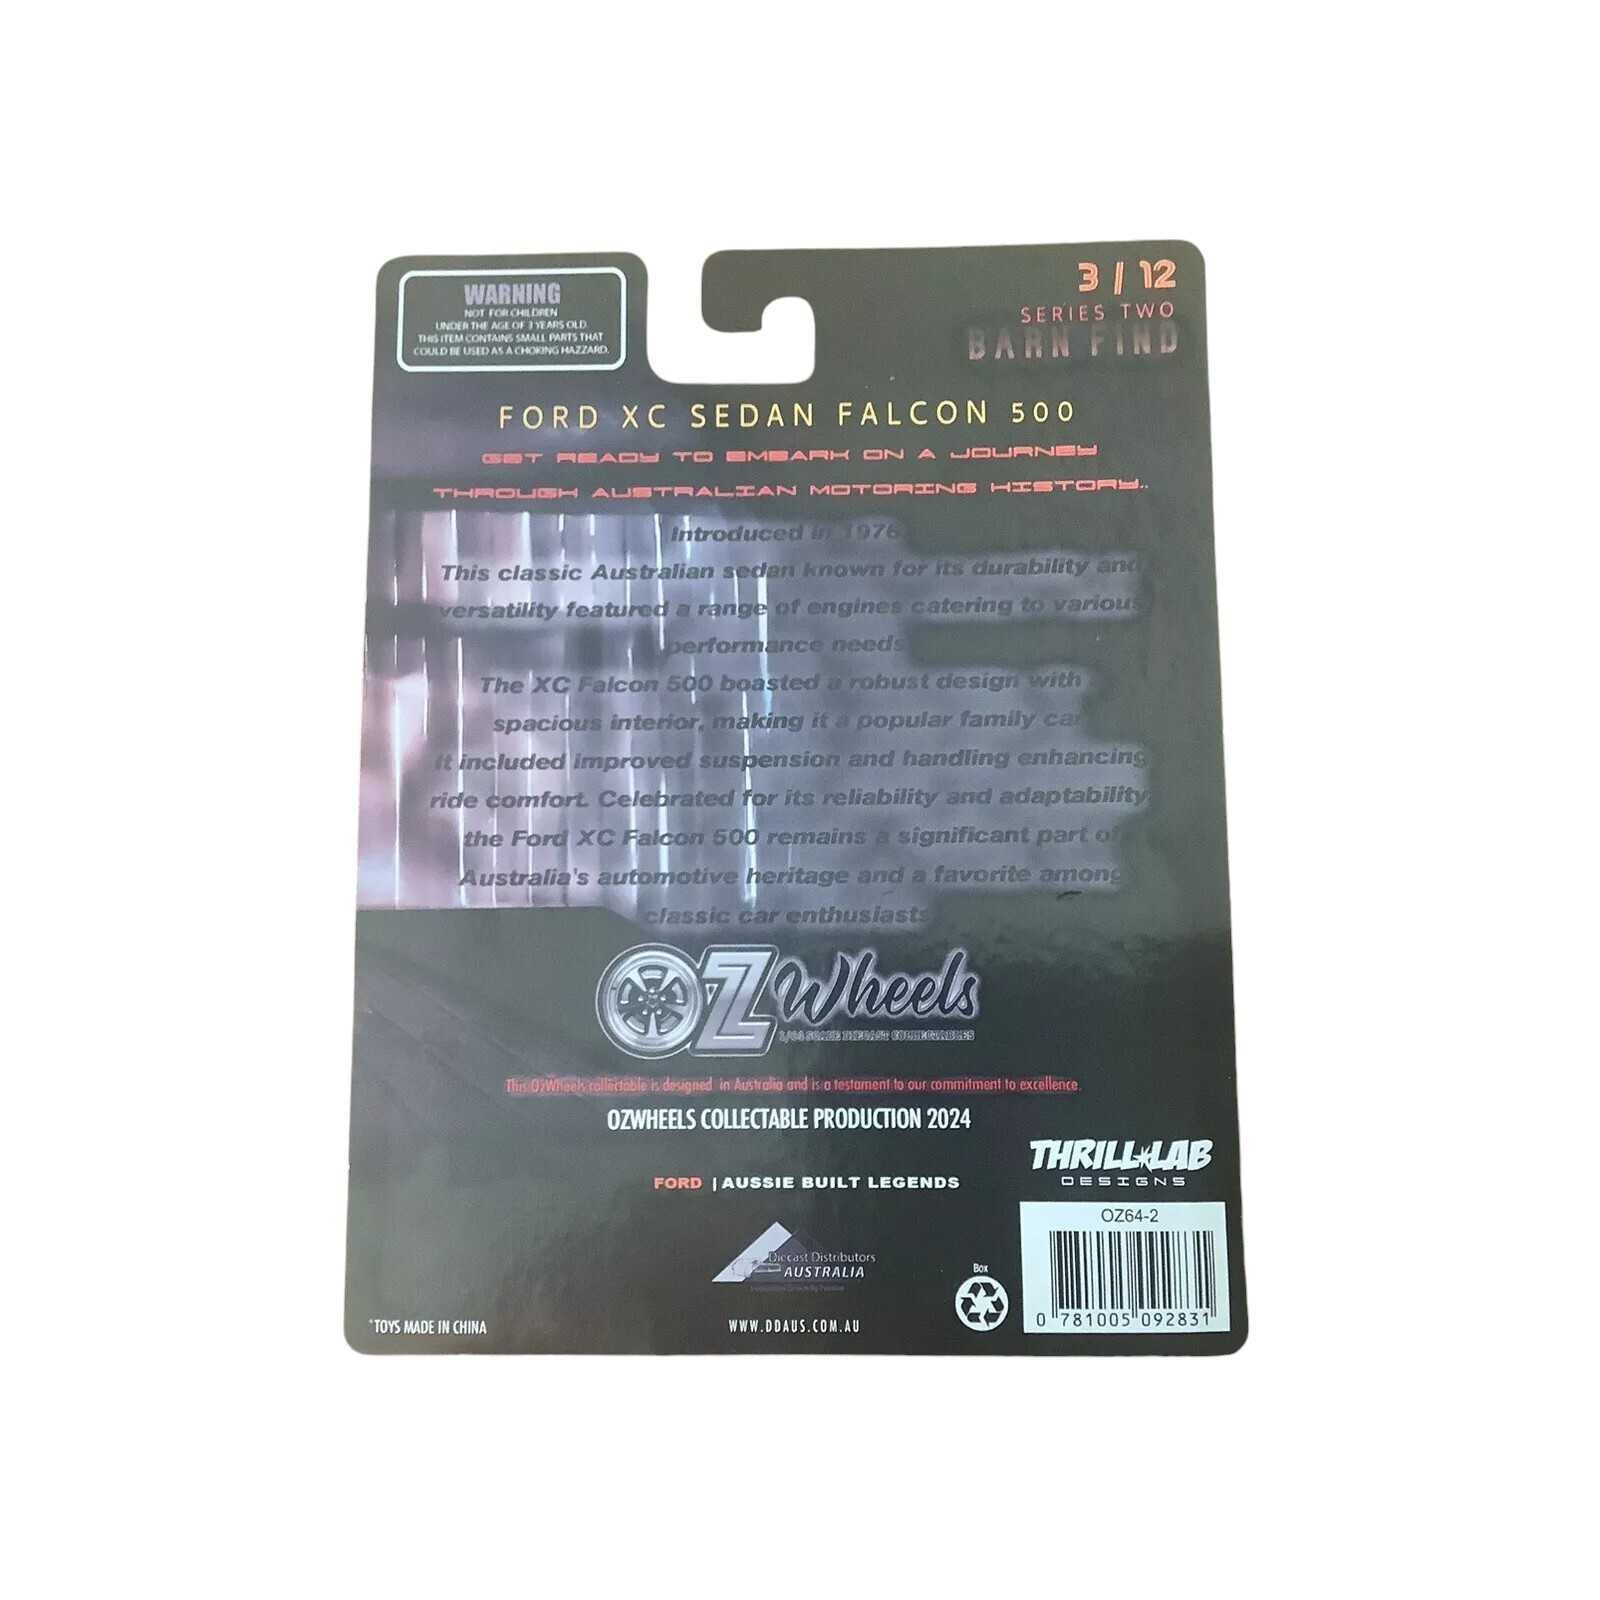 WARNING
NOT FOR CHILDREN
UNDER THE AGE OF 3 YEARS OLD.
THIS ITEM CONTAINS SMALL PARTS THAT
COULD BE USED AS A CHOKING HAZZARD.
3 / 12
SERIES TWO
BARN FIND
FORD XC SEDAN FALCON 500
GET READY TO EMBARK ON A JOURNEY
THROUGH AUSTRALIAN MOTORING HISTORY..
Introduced in 1976
This classic Australian sedan known for its durability and
versatility featured a range of engines catering to various
performance needs
The XC Falcon 500 boasted a robust design with
spacious interior, making it a popular family car
It included improved suspension and handling enhancing
ride comfort. Celebrated for its reliability and adaptability
the Ford XC Falcon 500 remains a significant part of
Australia's automotive heritage and a favorite among
classic car enthusiasts
OZ Wheels
1/64 SCALE DIECAST COLLECTABLES
This OzWheels collectable is designed in Australia and is a testament to our commitment to excellence.
OZWHEELS COLLECTABLE PRODUCTION 2024
THRILL LAB
DESIGNS
FORD | AUSSIE BUILT LEGENDS
OZ64-2
Diecast Distributors
AUSTRALIA
Box
0 781005 092831
*TOYS MADE IN CHINA
WWW.DDAUS.COM.AU